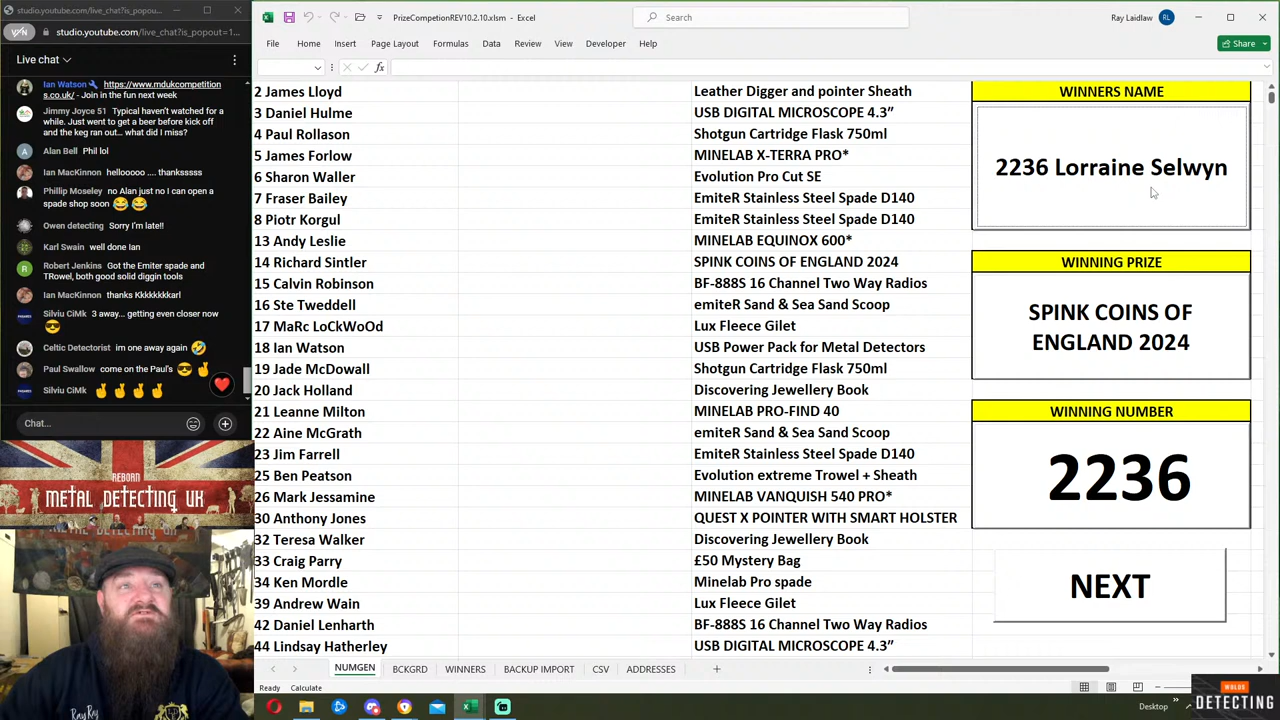 studio.youtube.com/live_chat?is_popout=1...
studio.youtube.com/live_chat?is_popout=1...
Live chat
Ian Watson https://www.mdukcompetition
s.co.uk/ - Join in the fun next week
Jimmy Joyce 51 Typical haven't watched for a
while. Just went to get a beer before kick off
and the keg ran out... what did I miss?
A Alan Bell Phil lol
Ian MacKinnon hellooooo .... thanksssss
Phillip Moseley no Alan just no I can open a
spade shop soon 😂 😂
Owen detecting Sorry I'm late!!
Karl Swain well done Ian
R Robert Jenkins Got the Emiter spade and
TRowel, both good solid diggin tools
Ian MacKinnon thanks Kkkkkkkkarl
Silviu CiMk 3 away... getting even closer now
😎
Celtic Detectorist im one away again 🤣
Paul Swallow come on the Paul's 😎 🤞
Silviu CiMk 🤞 🤞 🤞 🤞
Chat...
REBORN
METAL DETECTING UK
PrizeCompetionREV10.2.10.xlsm - Excel
Search
Ray Laidlaw RL
File Home Insert Page Layout Formulas Data Review View Developer Help
Share
fx
2 James Lloyd Leather Digger and pointer Sheath
3 Daniel Hulme USB DIGITAL MICROSCOPE 4.3”
4 Paul Rollason Shotgun Cartridge Flask 750ml
5 James Forlow MINELAB X-TERRA PRO*
6 Sharon Waller Evolution Pro Cut SE
7 Fraser Bailey EmiteR Stainless Steel Spade D140
8 Piotr Korgul EmiteR Stainless Steel Spade D140
13 Andy Leslie MINELAB EQUINOX 600*
14 Richard Sintler SPINK COINS OF ENGLAND 2024
15 Calvin Robinson BF-888S 16 Channel Two Way Radios
16 Ste Tweddell emiteR Sand & Sea Sand Scoop
17 MaRc LoCkWoOd Lux Fleece Gilet
18 Ian Watson USB Power Pack for Metal Detectors
19 Jade McDowall Shotgun Cartridge Flask 750ml
20 Jack Holland Discovering Jewellery Book
21 Leanne Milton MINELAB PRO-FIND 40
22 Aine McGrath emiteR Sand & Sea Sand Scoop
23 Jim Farrell EmiteR Stainless Steel Spade D140
25 Ben Peatson Evolution extreme Trowel + Sheath
26 Mark Jessamine MINELAB VANQUISH 540 PRO*
30 Anthony Jones QUEST X POINTER WITH SMART HOLSTER
32 Teresa Walker Discovering Jewellery Book
33 Craig Parry £50 Mystery Bag
34 Ken Mordle Minelab Pro spade
39 Andrew Wain Lux Fleece Gilet
42 Daniel Lenharth BF-888S 16 Channel Two Way Radios
44 Lindsay Hatherley USB DIGITAL MICROSCOPE 4.3”
WINNERS NAME
2236 Lorraine Selwyn
WINNING PRIZE
SPINK COINS OF
ENGLAND 2024
WINNING NUMBER
2236
NEXT
NUMGEN BCKGRD WINNERS BACKUP IMPORT CSV ADDRESSES
Ready Calculate
Desktop
MDUK
DETECTING